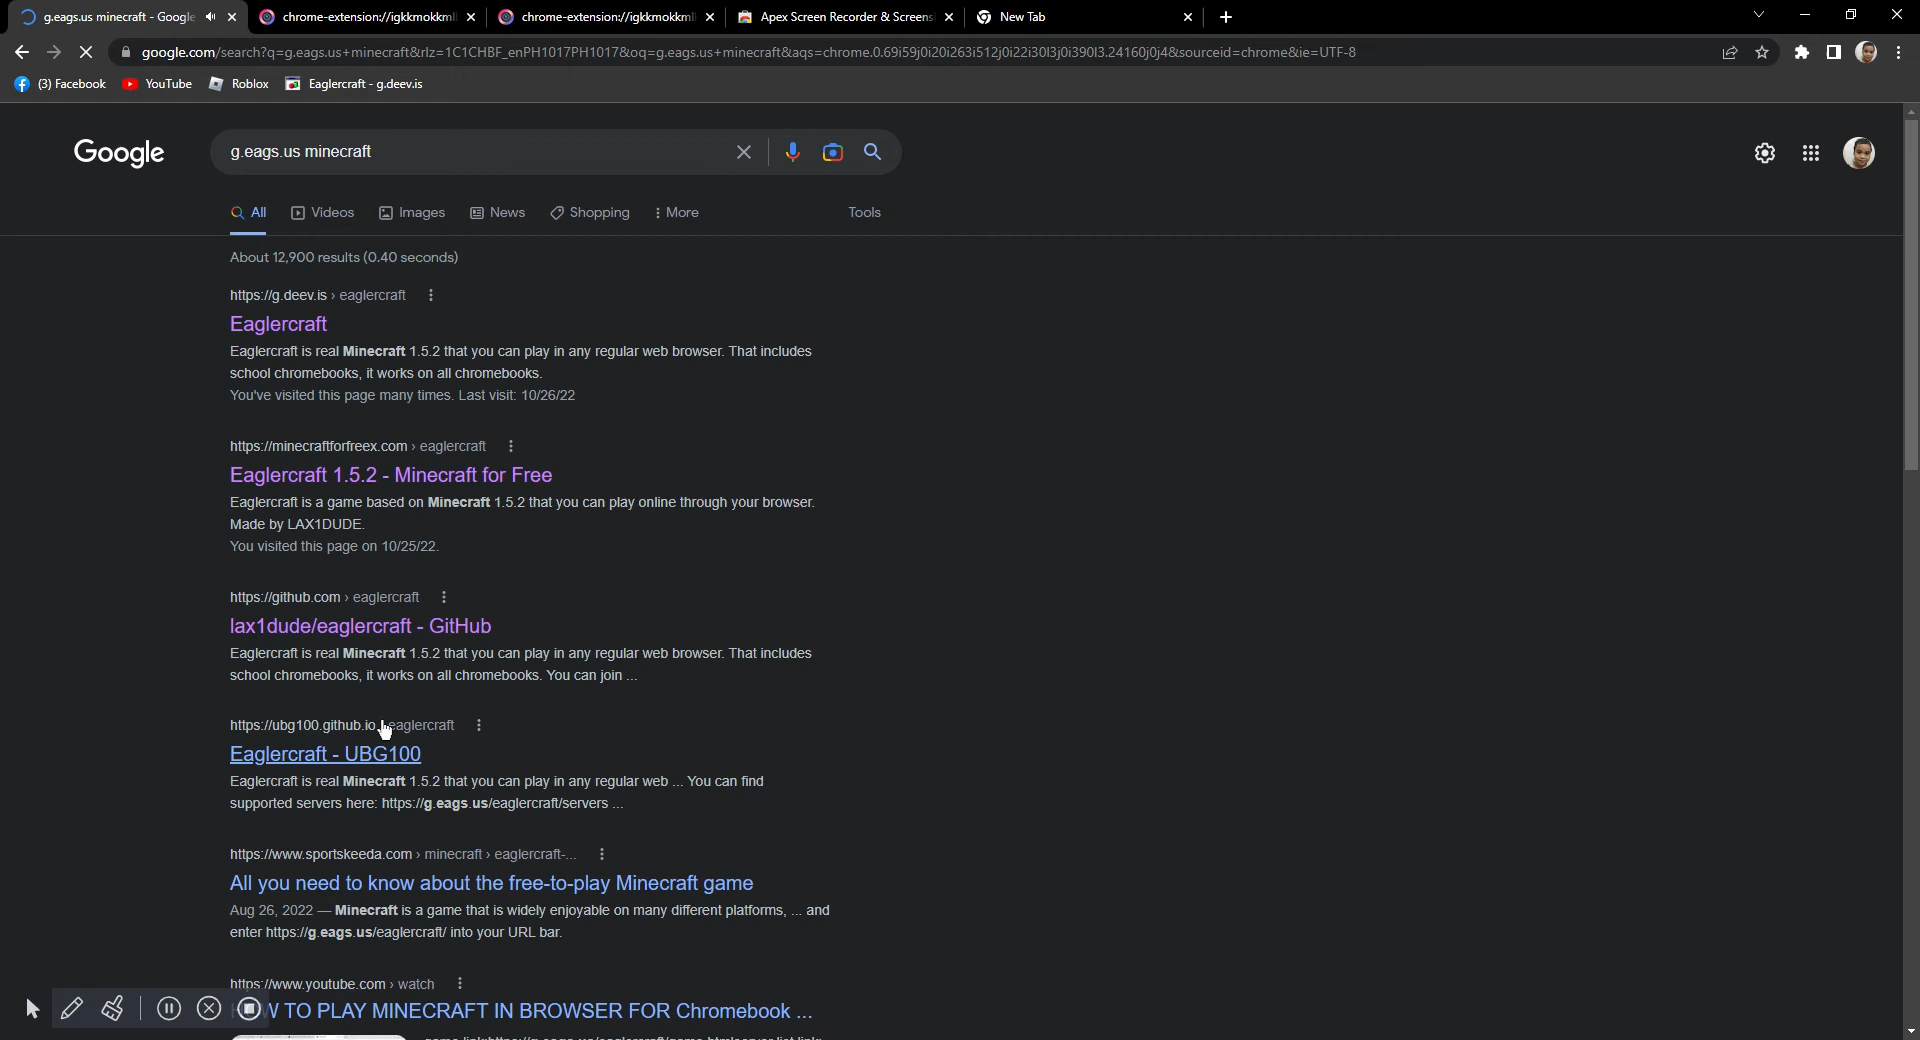 g.eags.us minecraft - Google
chrome-extension://igkkmokkml
chrome-extension://igkkmokkml
Apex Screen Recorder & Screens
New Tab
google.com/search?q=g.eags.us+minecraft&rlz=1C1CHBF_enPH1017PH1017&oq=g.eags.us+minecraft&aqs=chrome.0.69i59j0i20i263i512j0i22i30l3j0i390l3.24160j0j4&sourceid=chrome&ie=UTF-8
(3) Facebook
YouTube
Roblox
Eaglercraft - g.deev.is
Google
g.eags.us minecraft
All
Videos
Images
News
Shopping
More
Tools
About 12,900 results (0.40 seconds)
https://g.deev.is › eaglercraft
Eaglercraft
Eaglercraft is real Minecraft 1.5.2 that you can play in any regular web browser. That includes
school chromebooks, it works on all chromebooks.
You've visited this page many times. Last visit: 10/26/22
https://minecraftforfreex.com › eaglercraft
Eaglercraft 1.5.2 - Minecraft for Free
Eaglercraft is a game based on Minecraft 1.5.2 that you can play online through your browser.
Made by LAX1DUDE.
You visited this page on 10/25/22.
https://github.com › eaglercraft
lax1dude/eaglercraft - GitHub
Eaglercraft is real Minecraft 1.5.2 that you can play in any regular web browser. That includes
school chromebooks, it works on all chromebooks. You can join ...
https://ubg100.github.io eaglercraft
Eaglercraft - UBG100
Eaglercraft is real Minecraft 1.5.2 that you can play in any regular web ... You can find
supported servers here: https://g.eags.us/eaglercraft/servers ...
https://www.sportskeeda.com › minecraft › eaglercraft-...
All you need to know about the free-to-play Minecraft game
Aug 26, 2022 — Minecraft is a game that is widely enjoyable on many different platforms, ... and
enter https://g.eags.us/eaglercraft/ into your URL bar.
https://www.youtube.com › watch
TO PLAY MINECRAFT IN BROWSER FOR Chromebook ...